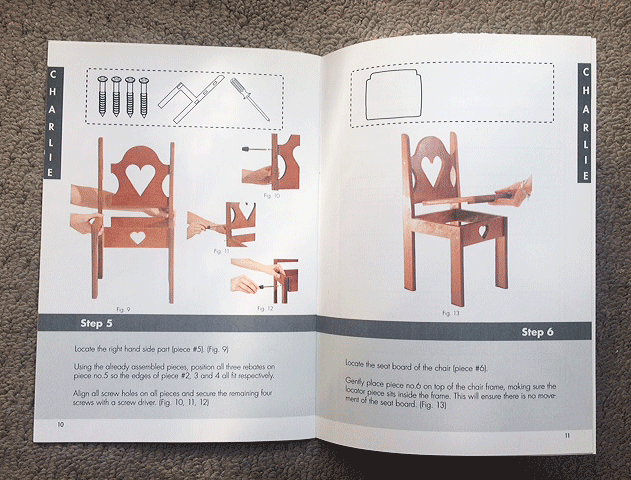 CHARLIE
Fig. 10
Fig. 11
Fig. 9
Fig. 12
Step 5
Locate the right hand side part (piece #5). (Fig. 9)
Using the already assembled pieces, position all three rebates on
piece no.5 so the edges of piece #2, 3 and 4 all fit respectively.
Align all screw holes on all pieces and secure the remaining four
screws with a screw driver. (Fig. 10, 11, 12)
10
CHARLIE
Fig. 13
Step 6
Locate the seat board of the chair (piece #6).
Gently place piece no.6 on top of the chair frame, making sure the
locator piece sits inside the frame. This will ensure there is no move-
ment of the seat board. (Fig. 13)
11